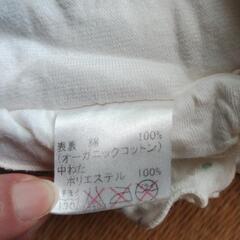 表裏 綿 100%
(オーガニックコットン)
中わた
ポリエステル 100%